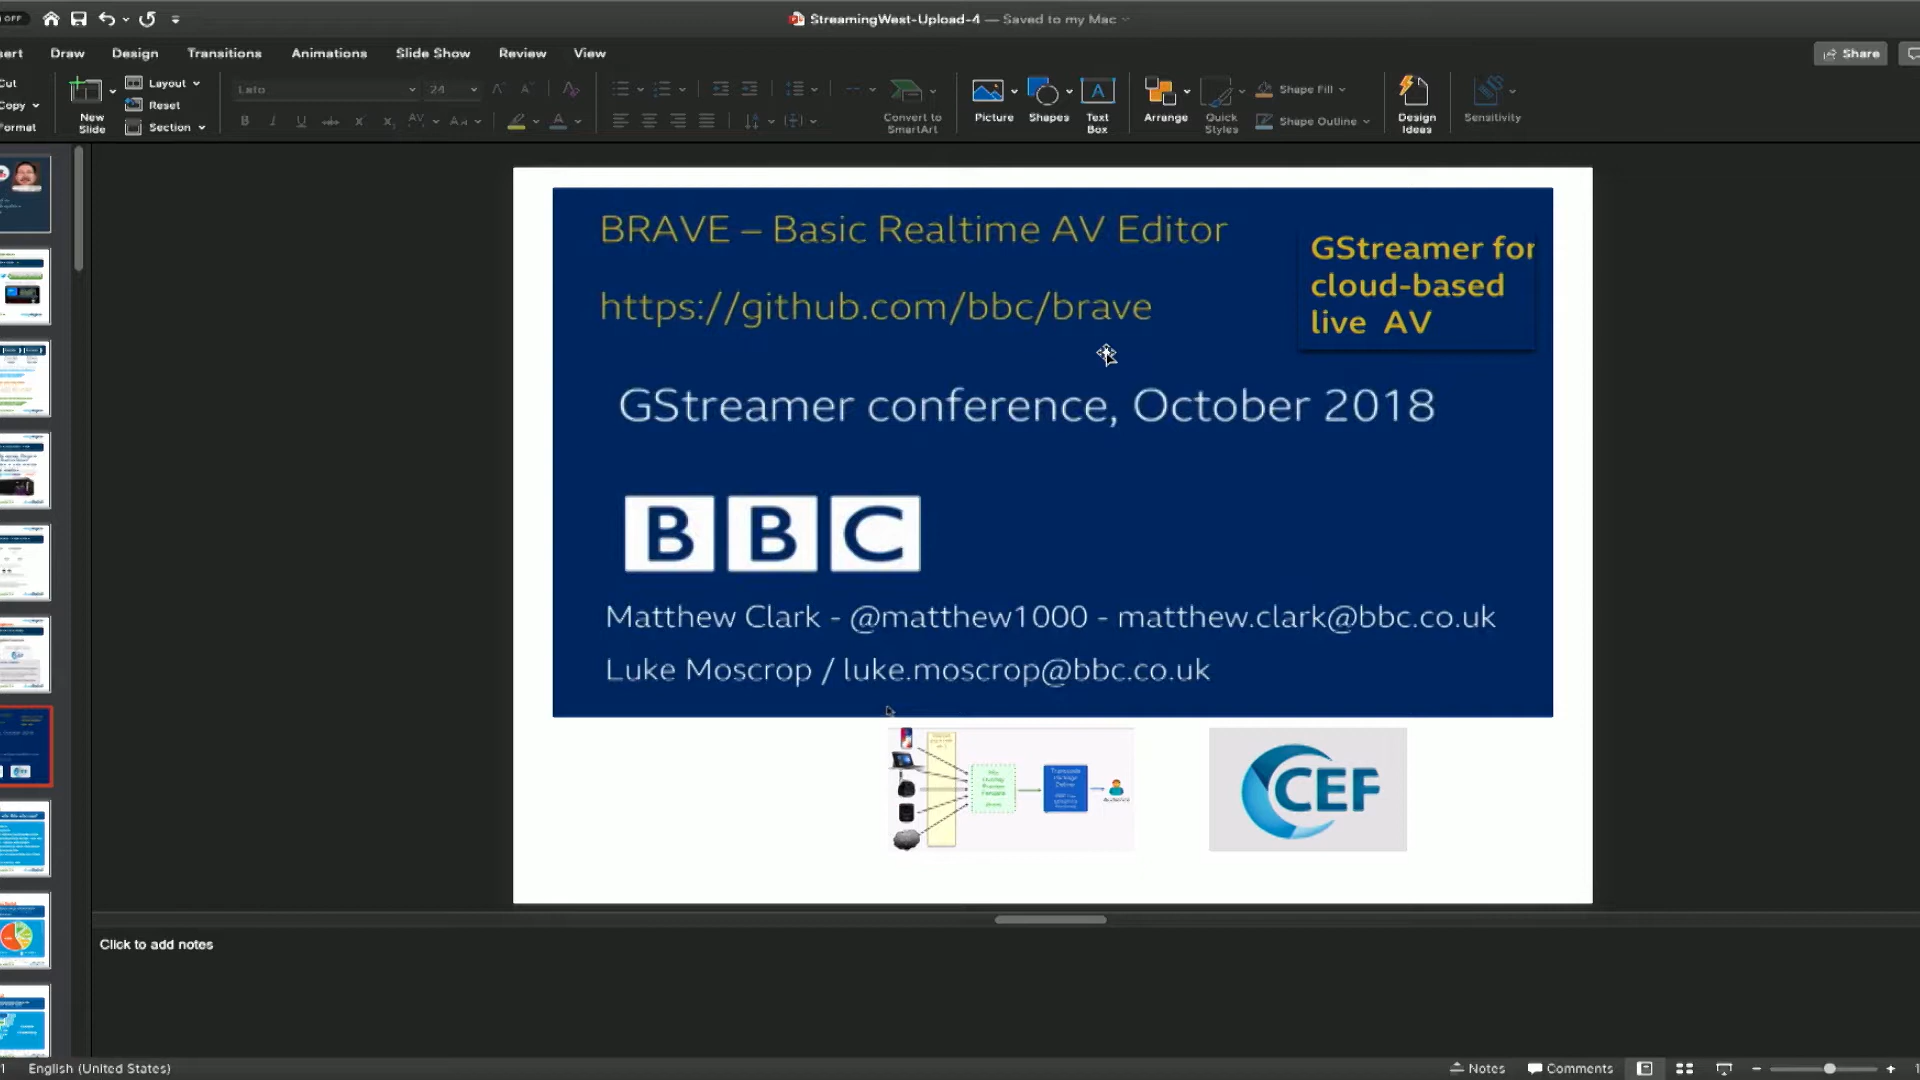 OFF
StreamingWest-Upload-4 — Saved to my Mac
Draw Design Transitions Animations Slide Show Review View
Share
Copy
New Slide
Layout
Reset
Section
Lato
24
Convert to SmartArt
Picture
Shapes
Text Box
Arrange
Quick Styles
Shape Fill
Shape Outline
Design Ideas
Sensitivity
BRAVE – Basic Realtime AV Editor
https://github.com/bbc/brave
GStreamer for
cloud-based
live AV
GStreamer conference, October 2018
BBC
Matthew Clark - @matthew1000 - matthew.clark@bbc.co.uk
Luke Moscrop / luke.moscrop@bbc.co.uk
CEF
Click to add notes
English (United States)
Notes
Comments